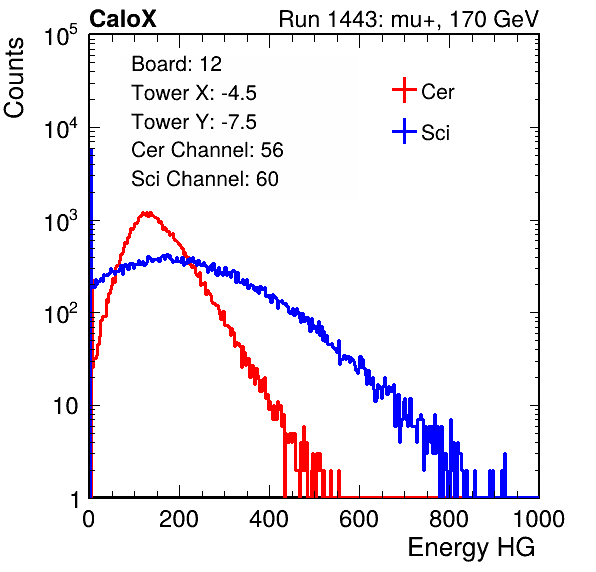 CaloX Run 1443: mu+, 170 GeV
Counts
Board: 12
Tower X: -4.5
Tower Y: -7.5
Cer Channel: 56
Sci Channel: 60
Cer
Sci
10^5
10^4
10^3
10^2
10
1
0 200 400 600 800 1000
Energy HG